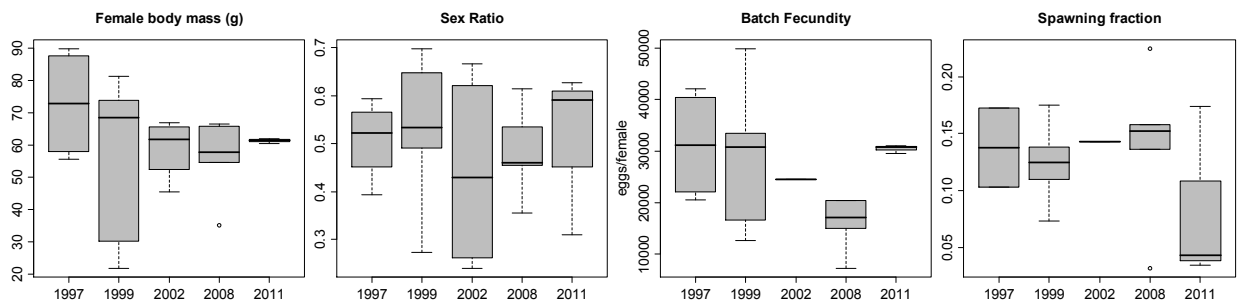 Female body mass (g)
20 30 40 50 60 70 80 90
1997 1999 2002 2008 2011
Sex Ratio
0.3 0.4 0.5 0.6 0.7
1997 1999 2002 2008 2011
Batch Fecundity
eggs/female
10000 20000 30000 40000 50000
1997 1999 2002 2008 2011
Spawning fraction
0.05 0.10 0.15 0.20
1997 1999 2002 2008 2011